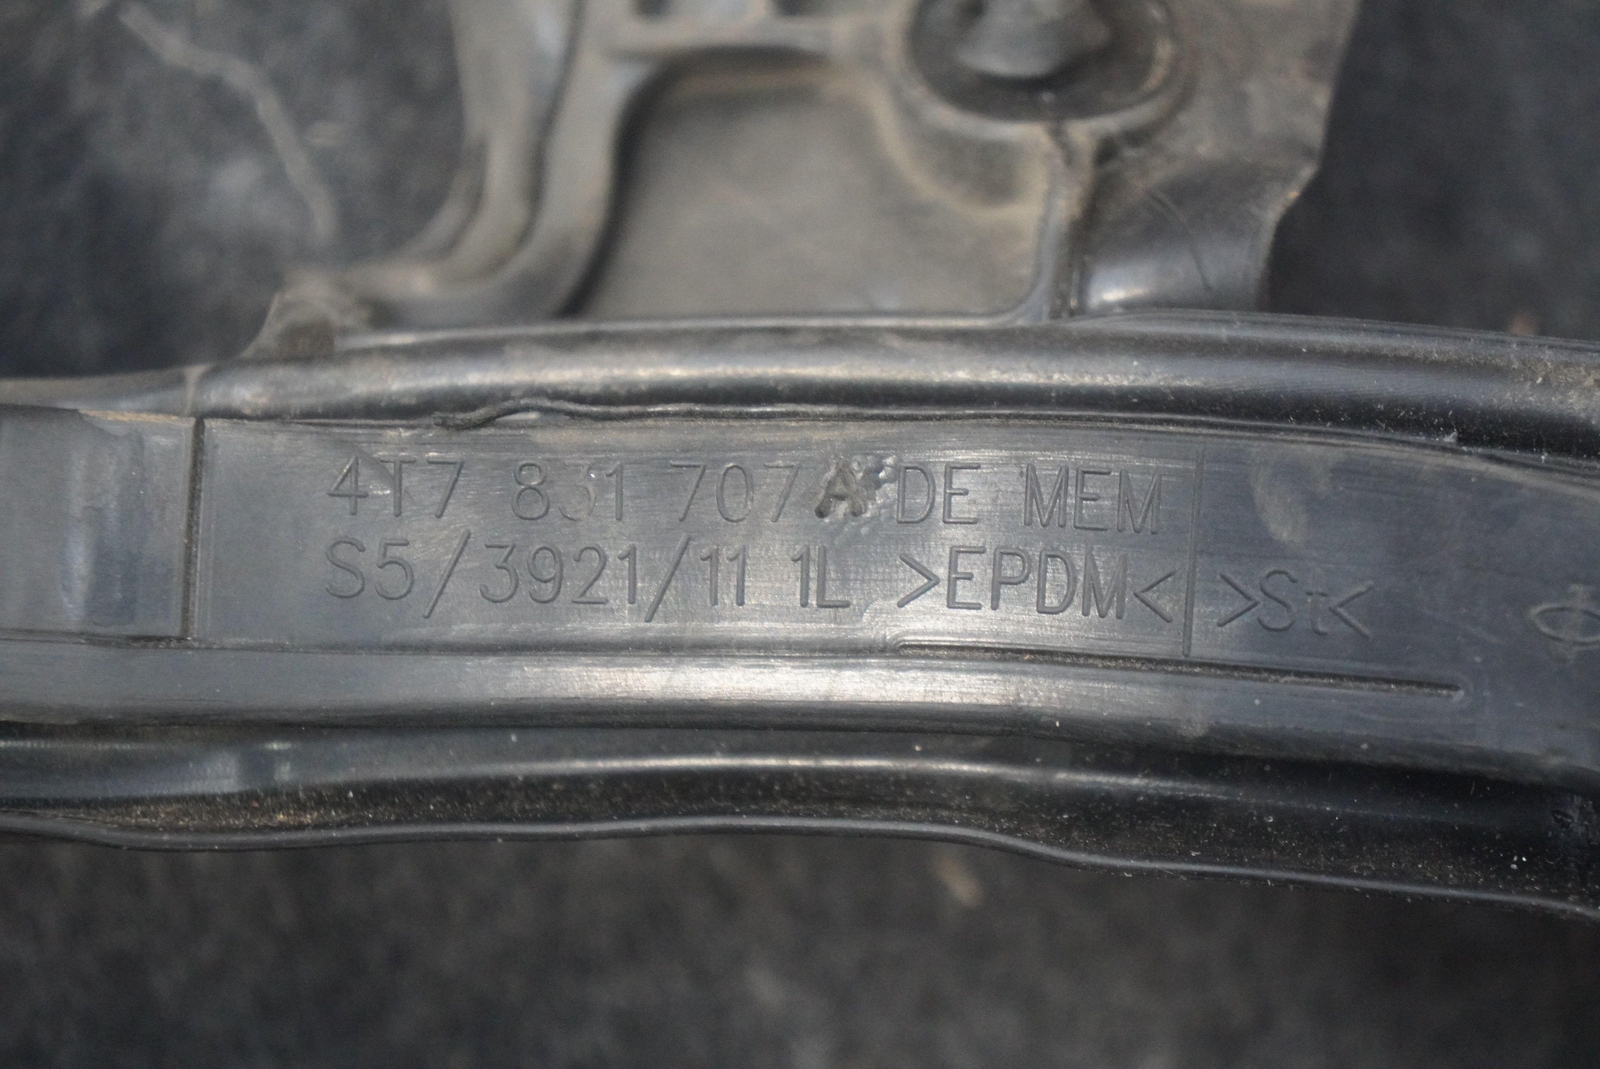 4T7 831 707 A DE MEM
S5/3921/11 1L >EPDM< >St<